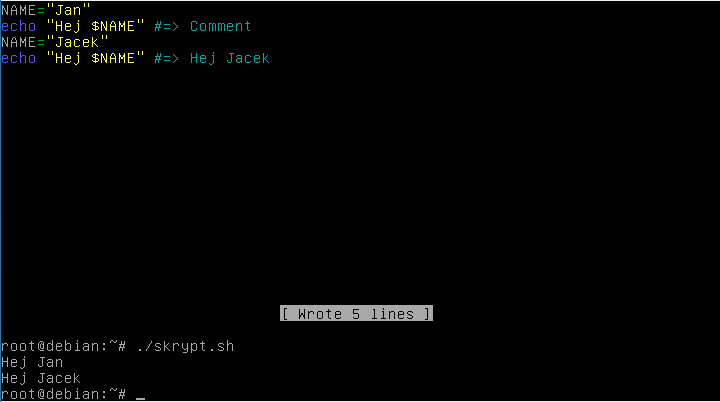 NAME="Jan"
echo "Hej $NAME" #=> Comment
NAME="Jacek"
echo "Hej $NAME" #=> Hej Jacek
[ Wrote 5 lines ]
root@debian:~# ./skrypt.sh
Hej Jan
Hej Jacek
root@debian:~# _